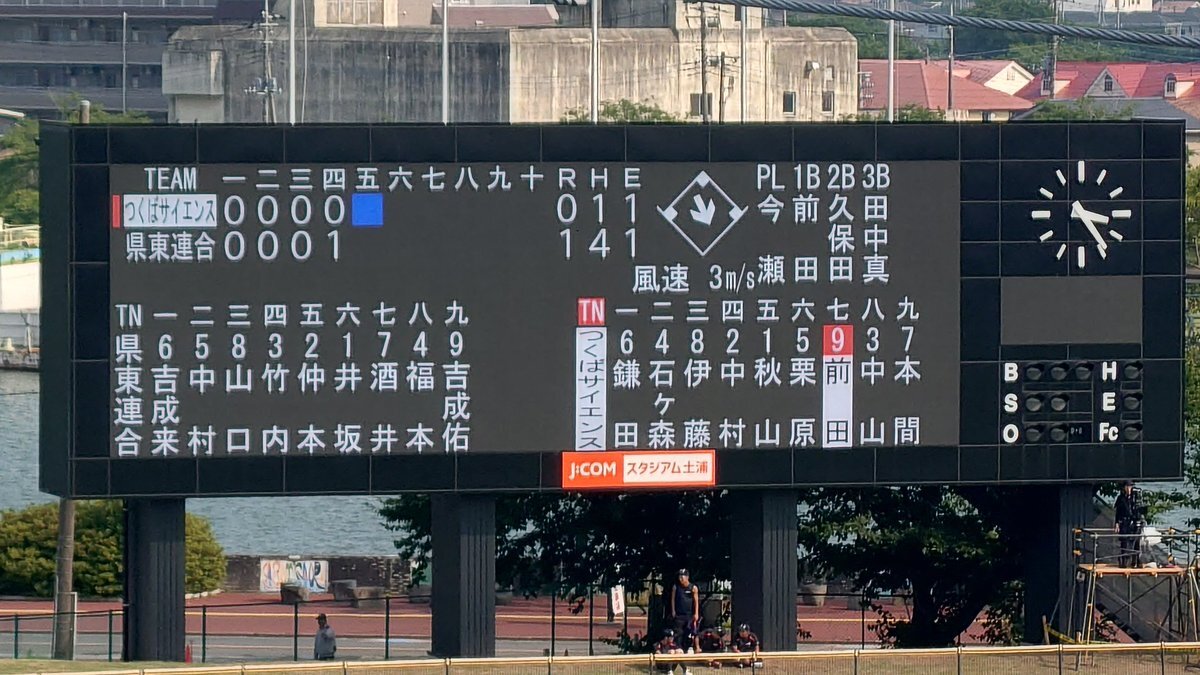 TEAM 一 二 三 四 五 六 七 八 九 十 R H E PL 1B 2B 3B
つくばサイエンス 0 0 0 0 0 1 1 今瀬 前田 久保田 田中真
県東連合 0 0 0 1 1 4 1
風速 3m/s
TN 一 二 三 四 五 六 七 八 九
県東連合 6 5 8 3 2 1 7 4 9
吉成来 中村 山口 竹内 仲本 井坂 酒井 福本 吉成佑
TN 一 二 三 四 五 六 七 八 九
つくばサイエンス 6 4 8 2 1 5 9 3 7
鎌田 石ケ森 伊藤 中村 秋山 栗原 前田 中山 本間
B H
S E
O Fc
J:COM スタジアム土浦